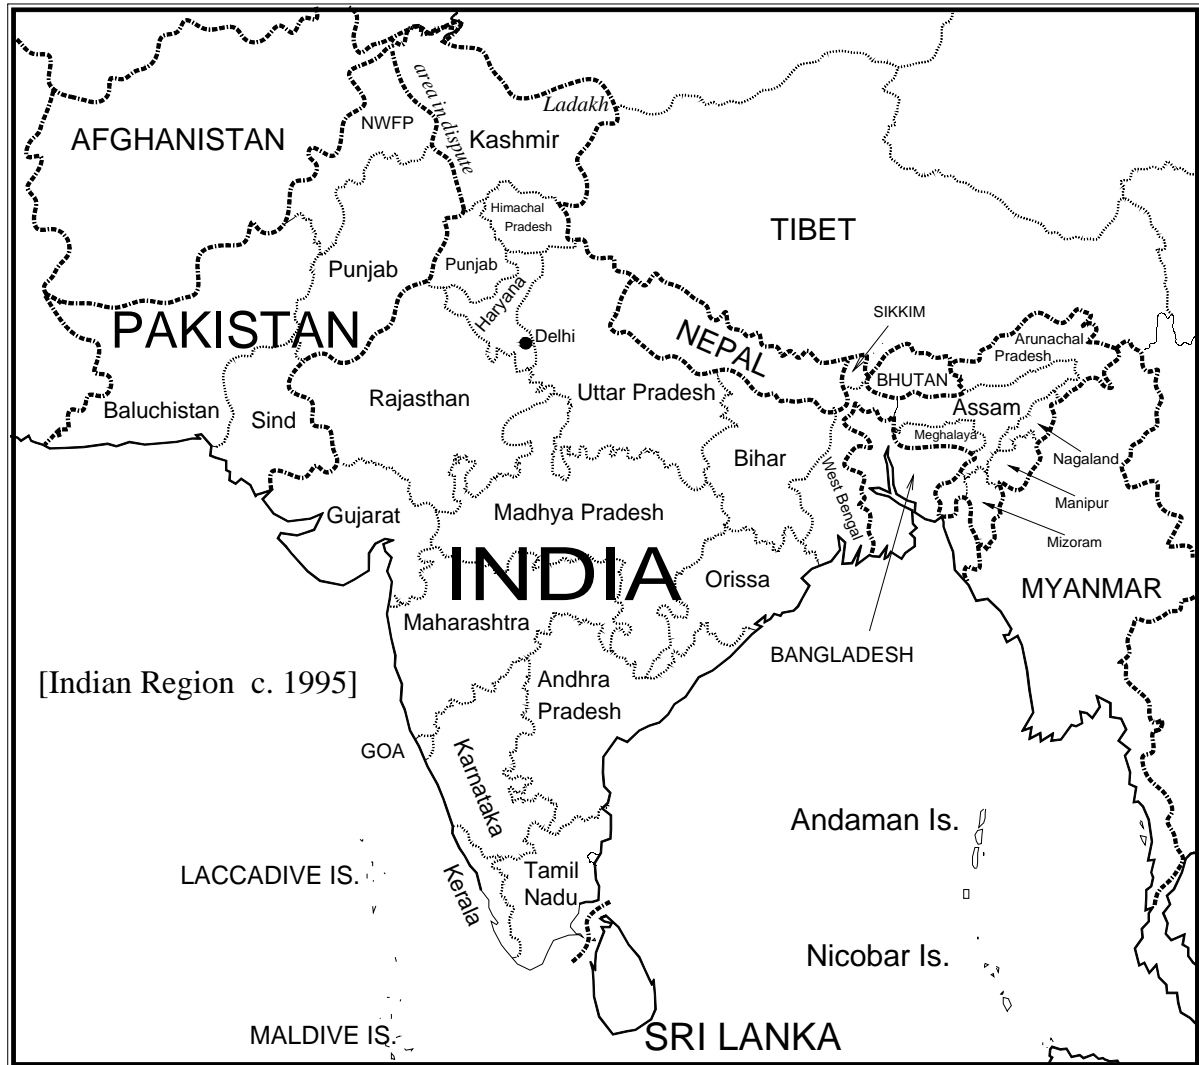 area in dispute
Ladakh
NWFP
AFGHANISTAN
Kashmir
Himachal
Pradesh
TIBET
Punjab
Punjab
Haryana
PAKISTAN
SIKKIM
NEPAL
Delhi
Arunachal
Pradesh
BHUTAN
Uttar Pradesh
Rajasthan
Baluchistan
Sind
Assam
Meghalaya
Bihar
Nagaland
West Bengal
Manipur
Gujarat
Madhya Pradesh
Mizoram
INDIA
Orissa
MYANMAR
Maharashtra
BANGLADESH
[Indian Region c. 1995]
Andhra
Pradesh
GOA
Karnataka
Andaman Is.
LACCADIVE IS.
Kerala
Tamil
Nadu
Nicobar Is.
MALDIVE IS.
SRI LANKA